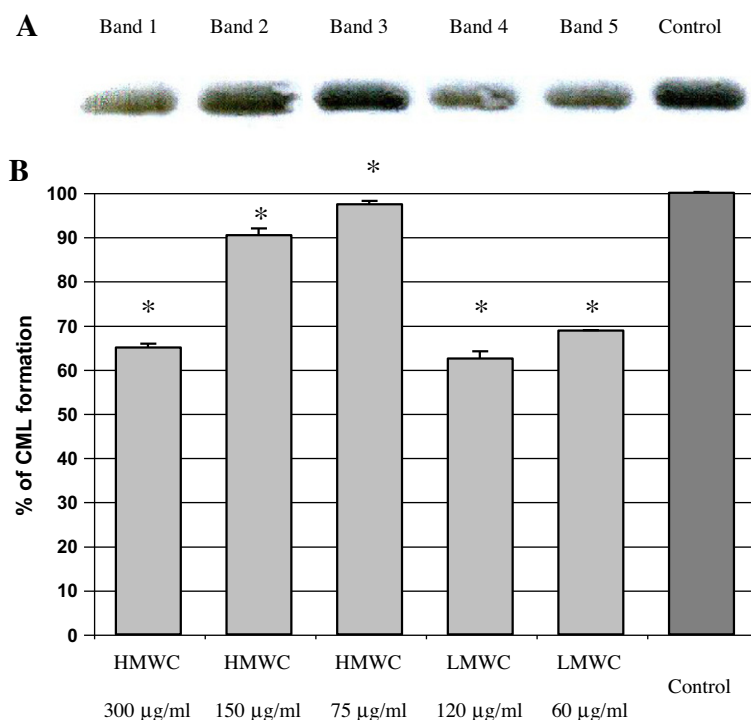 A Band 1 Band 2 Band 3 Band 4 Band 5 Control
B
*
* 
* * *
100
90
80
70
60
50
40
30
20
10
0
% of CML formation
HMWC HMWC HMWC LMWC LMWC Control
300 µg/ml 150 µg/ml 75 µg/ml 120 µg/ml 60 µg/ml